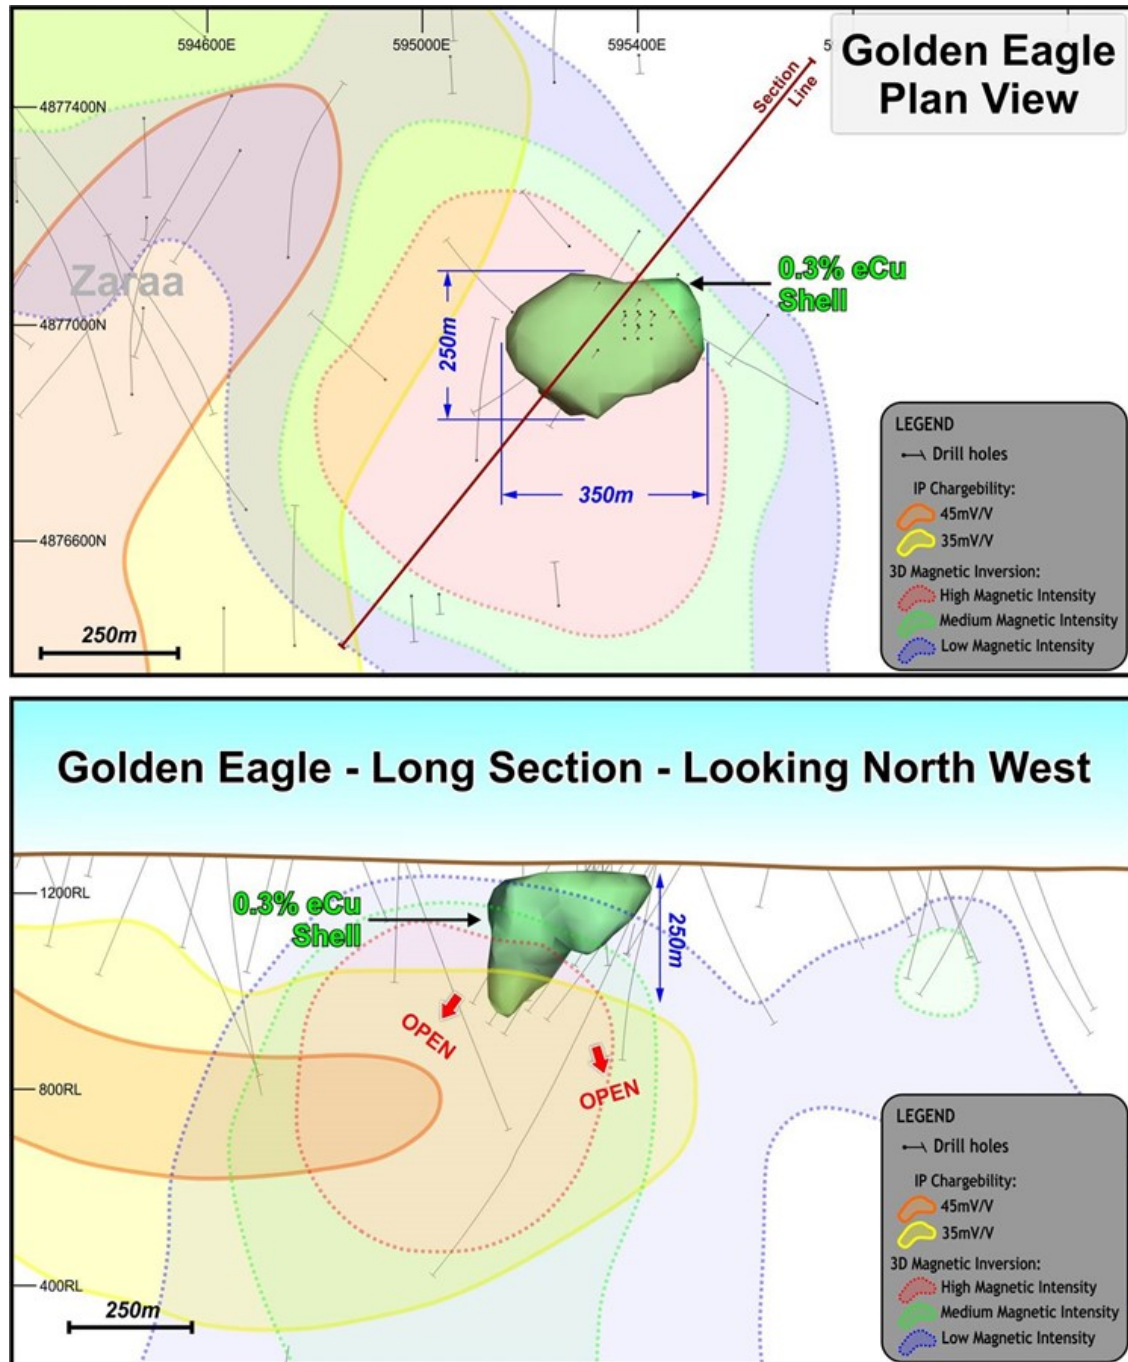 594600E
595000E
595400E
5
Golden Eagle
Plan View
Section
Line
4877400N
Zaraa
0.3% eCu
Shell
4877000N
250m
350m
4876600N
250m
LEGEND
Drill holes
IP Chargebility:
45mV/V
35mV/V
3D Magnetic Inversion:
High Magnetic Intensity
Medium Magnetic Intensity
Low Magnetic Intensity
Golden Eagle - Long Section - Looking North West
1200RL
0.3% eCu
Shell
250m
OPEN
OPEN
800RL
400RL
250m
LEGEND
Drill holes
IP Chargebility:
45mV/V
35mV/V
3D Magnetic Inversion:
High Magnetic Intensity
Medium Magnetic Intensity
Low Magnetic Intensity